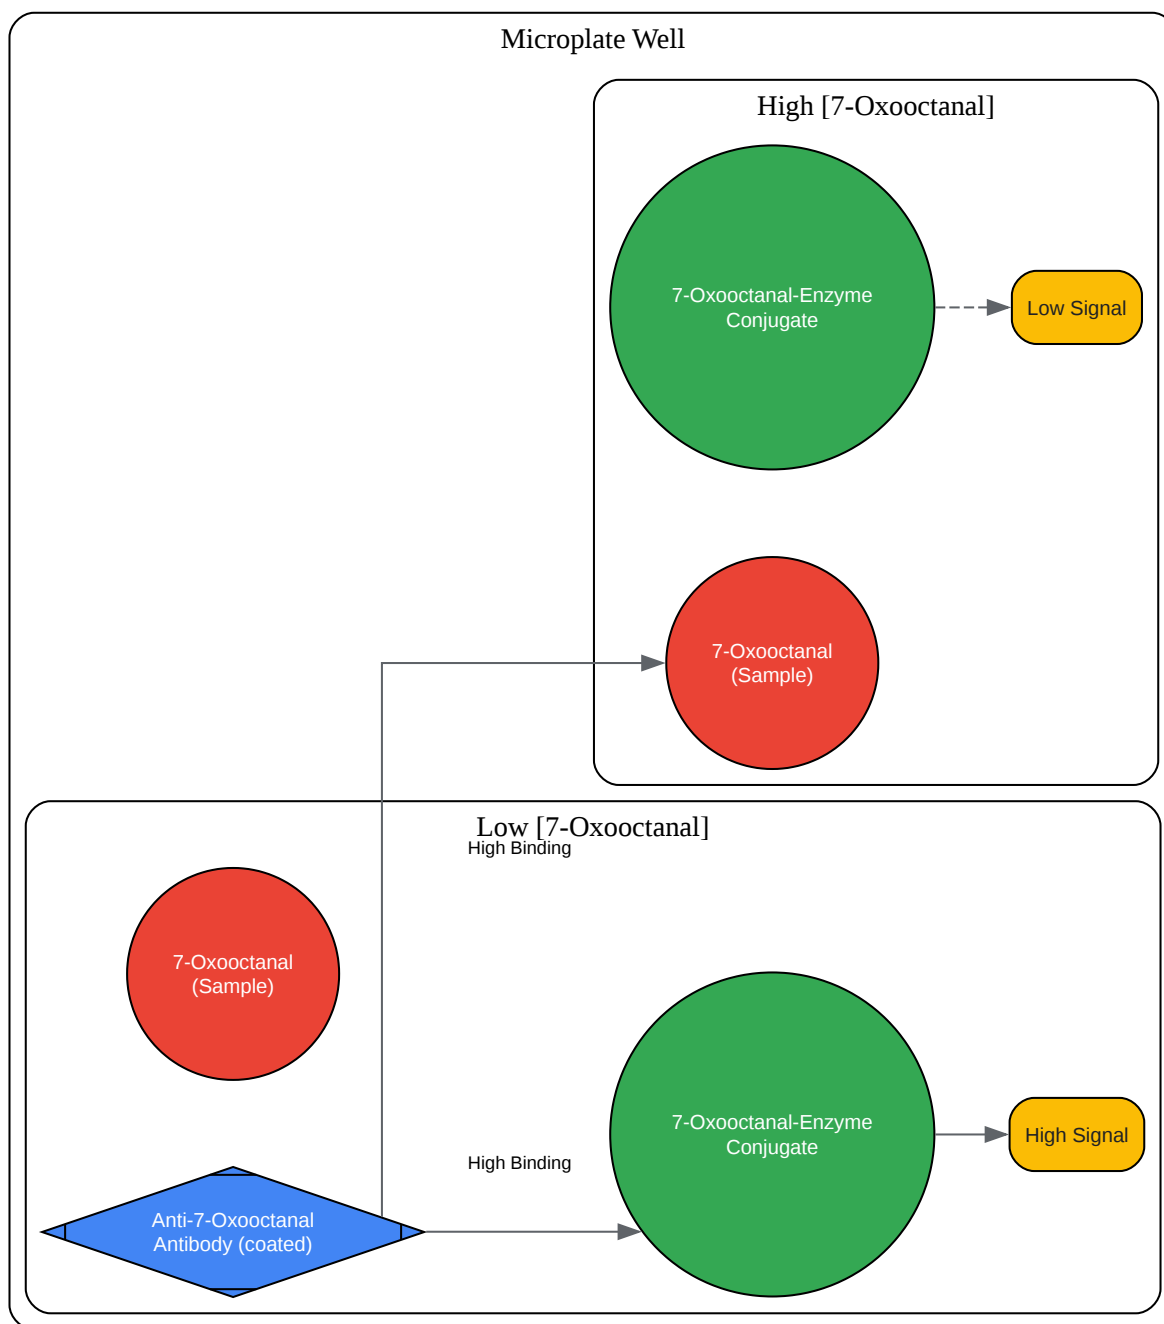 Microplate Well
High [7-Oxooctanal]
7-Oxooctanal-Enzyme
Conjugate
Low Signal
7-Oxooctanal
(Sample)
Low [7-Oxooctanal]
High Binding
7-Oxooctanal
(Sample)
7-Oxooctanal-Enzyme
Conjugate
High Signal
High Binding
Anti-7-Oxooctanal
Antibody (coated)